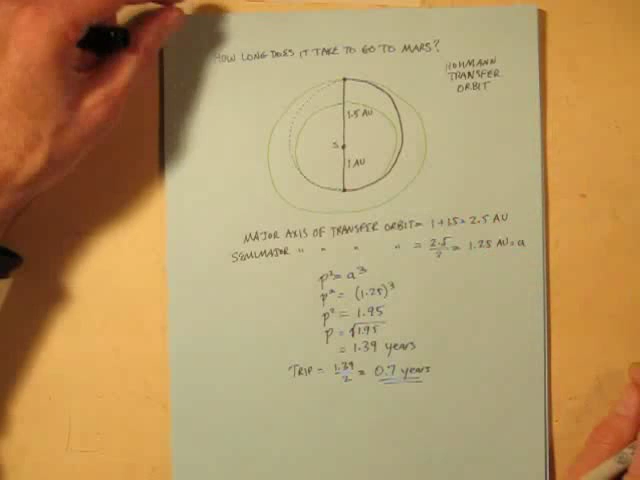 HOW LONG DOES IT TAKE TO GO TO MARS?
HOHMANN
TRANSFER
ORBIT
1.5 AU
S
1 AU
MAJOR AXIS OF TRANSFER ORBIT = 1 + 1.5 = 2.5 AU
SEMIMAJOR " " " " = 2.5/2 = 1.25 AU = a
p² = a³
p² = (1.25)³
p² = 1.95
p = √1.95
= 1.39 years
TRIP = 1.39/2 = 0.7 years